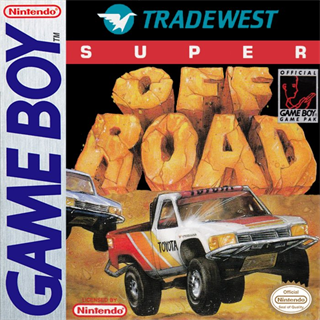 Nintendo
GAME BOY
TM
TRADEWEST
SUPER
OFF
ROAD
OFFICIAL
GAME BOY
GAME PAK
TOYOTA
LICENSED BY
Nintendo
Official
Nintendo
Seal of Quality